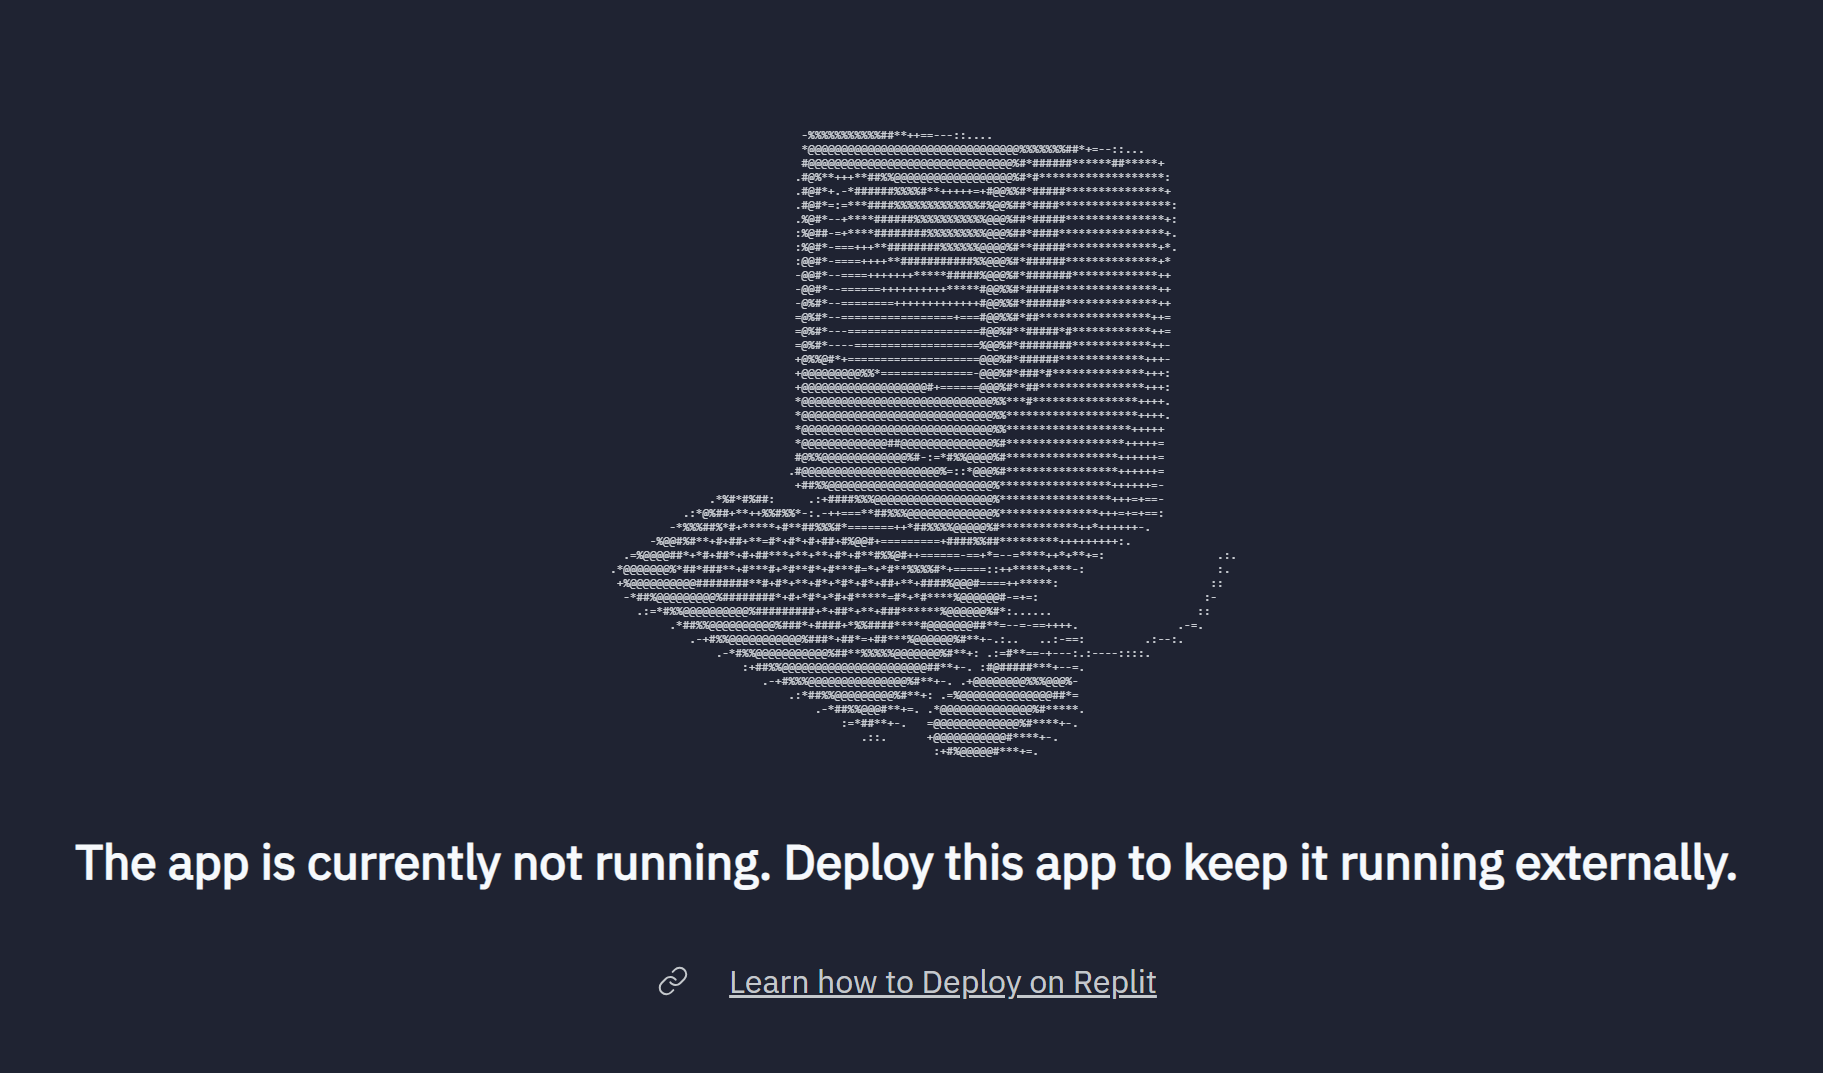 The app is currently not running. Deploy this app to keep it running externally.
Learn how to Deploy on Replit